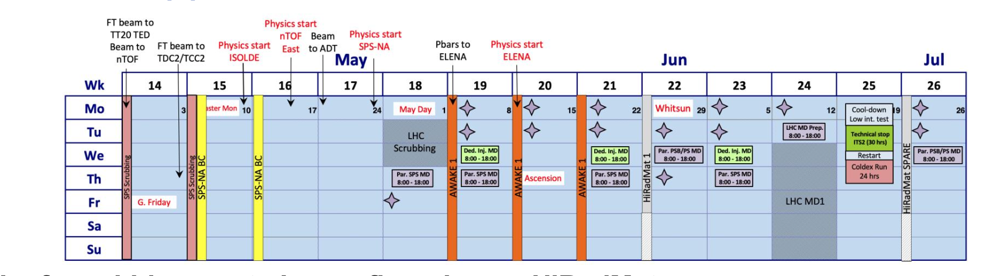 FT beam to
TT20 TED
Beam to
nTOF
FT beam to
TDC2/TCC2
Physics start
ISOLDE
Physics start
nTOF
East
Beam
to ADT
Physics start
SPS-NA
Pbars to
ELENA
Physics start
ELENA
May
Jun
Jul
Wk 14 15 16 17 18 19 20 21 22 23 24 25 26
Mo 3 aster Mon 10 17 24 May Day 1 8 15 22 Whitsun 29 5 12 19 26
Tu
We
Th
Fr
Sa
Su
SPS Scrubbing
G. Friday
SPS Scrubbing
SPS-NA BC
SPS-NA BC
LHC
Scrubbing
Par. SPS MD
8:00 - 18:00
AWAKE 1
Ded. Inj. MD
8:00 - 18:00
Par. SPS MD
8:00 - 18:00
AWAKE 1
Ascension
AWAKE 1
Ded. Inj. MD
8:00 - 18:00
Par. SPS MD
8:00 - 18:00
HiRadMat 1
Par. PSB/PS MD
8:00 - 18:00
Ded. Inj. MD
8:00 - 18:00
Par. SPS MD
8:00 - 18:00
LHC MD Prep.
8:00 - 18:00
LHC MD1
Cool-down
Low int. test
Technical stop
ITS2 (30 hrs)
Restart
Coldex Run
24 hrs
HiRadMat SPARE
Par. PSB/PS MD
8:00 - 18:00